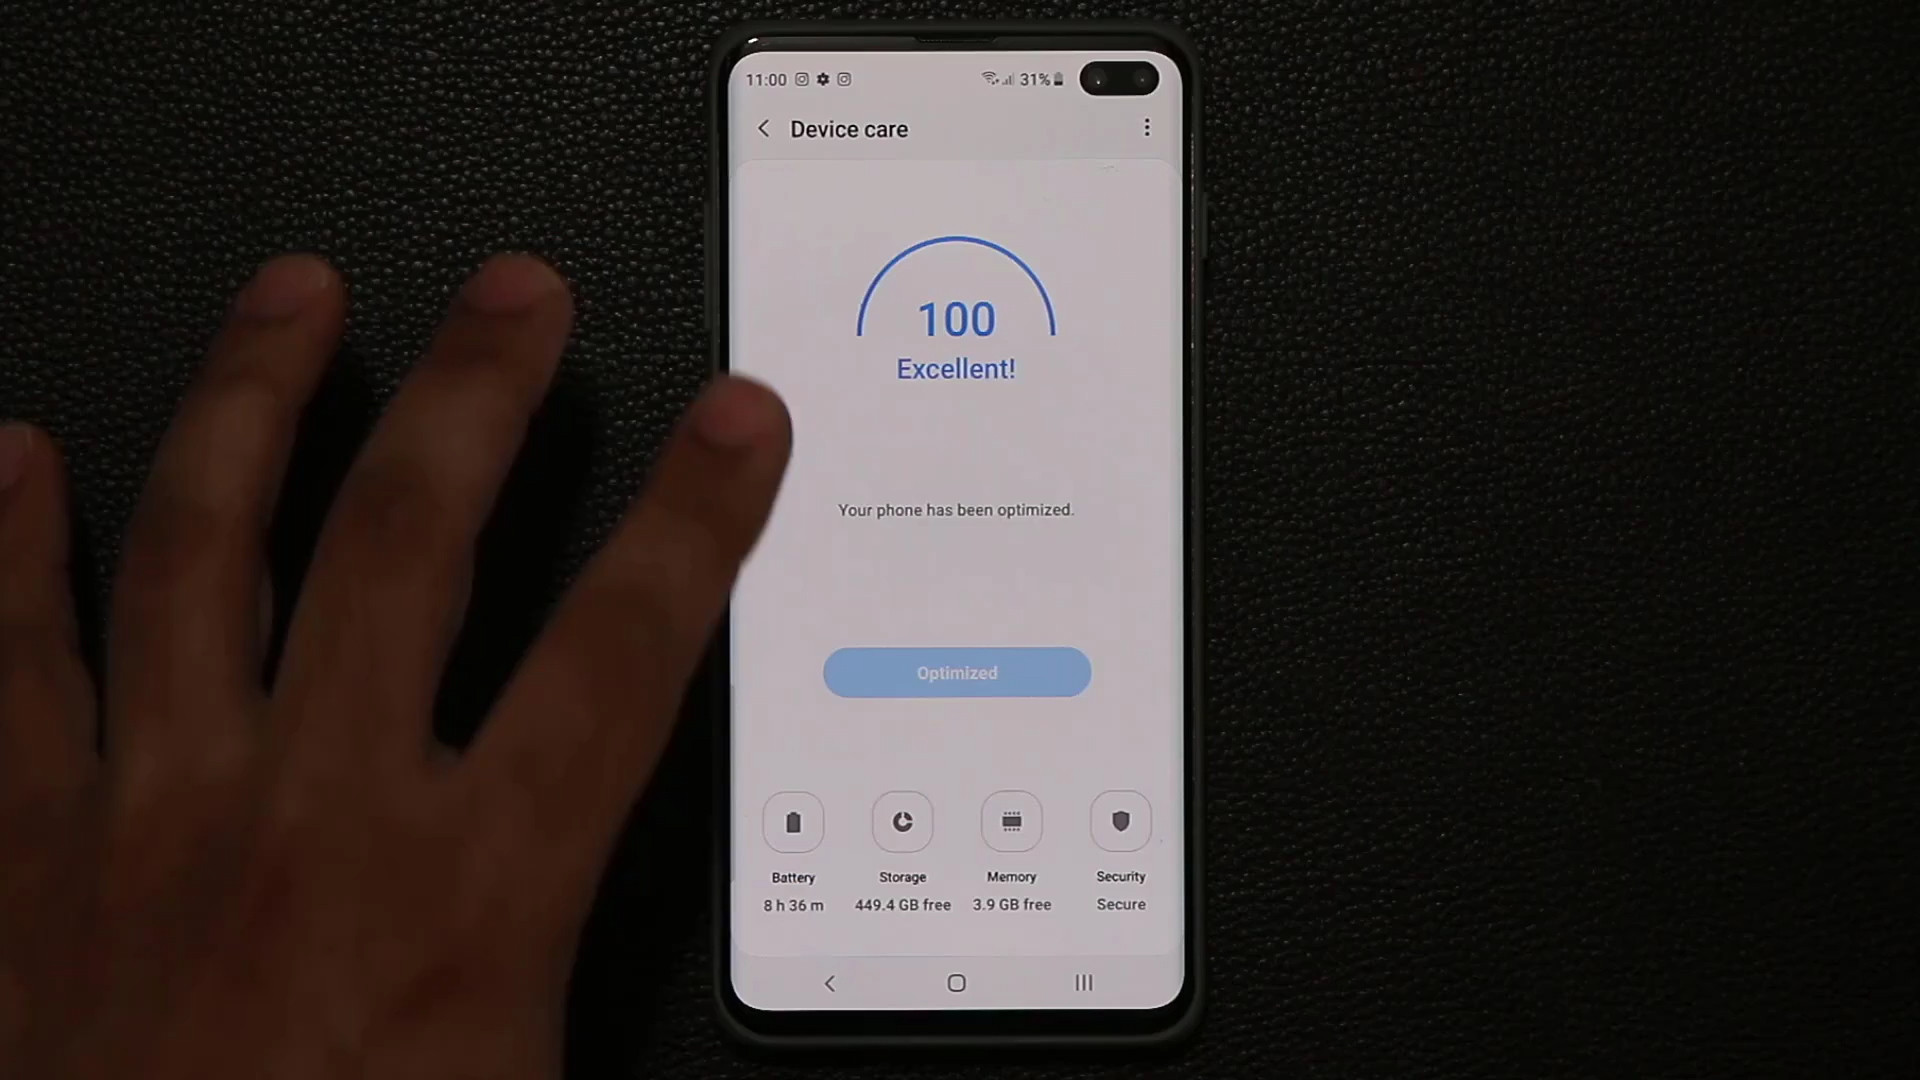 11:00 31%
Device care
100
Excellent!
Your phone has been optimized.
Optimized
Battery Storage Memory Security
8 h 36 m 449.4 GB free 3.9 GB free Secure